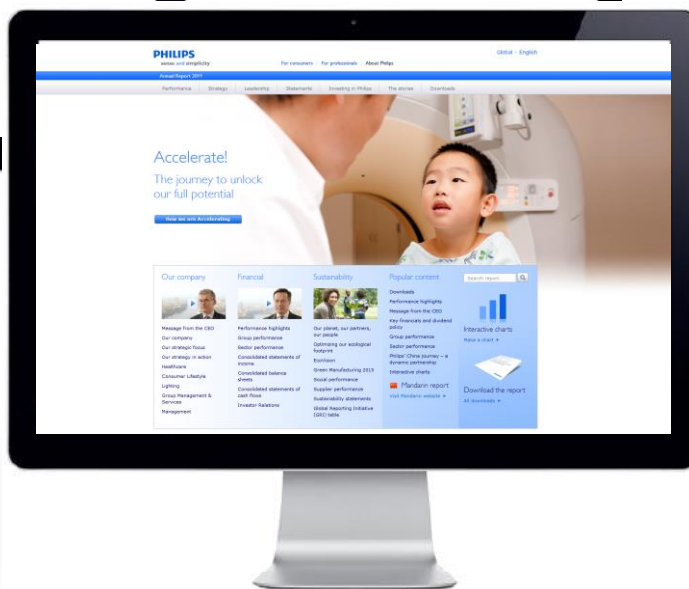 PHILIPS
sense and simplicity
For consumers
For professionals
About Philips
Global - English
Annual Report 2011
Performance
Strategy
Leadership
Statements
Investing in Philips
The stories
Downloads
Accelerate!
The journey to unlock
our full potential
How we are Accelerating
Our company
Message from the CEO
Our company
Our strategic focus
Our strategy in action
Healthcare
Consumer Lifestyle
Lighting
Group Management &
Services
Management
Financial
Performance highlights
Group performance
Sector performance
Consolidated statements of
income
Consolidated balance
sheets
Consolidated statements of
cash flows
Investor Relations
Sustainability
Our planet, our partners,
our people
Optimising our ecological
footprint
EcoVision
Green Manufacturing 2015
Social performance
Supplier performance
Sustainability statements
Global Reporting Initiative
(GRI) table
Popular content
Downloads
Performance highlights
Message from the CEO
Key financials and dividend
policy
Group performance
Sector performance
Philips' China journey – a
dynamic partnership
Interactive charts
Mandarin report
Visit Mandarin website
Search report
Interactive charts
Make a chart
Download the report
All downloads